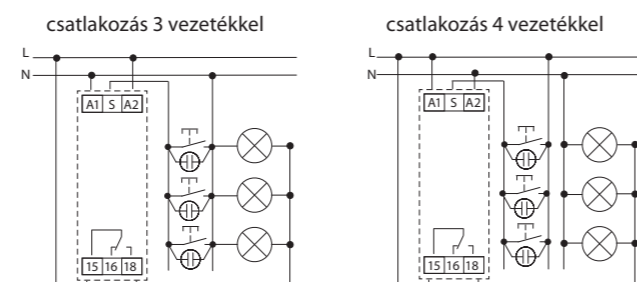 csatlakozás 3 vezetékkel
L
N
A1 S A2
15 16 18
csatlakozás 4 vezetékkel
L
N
A1 S A2
15 16 18